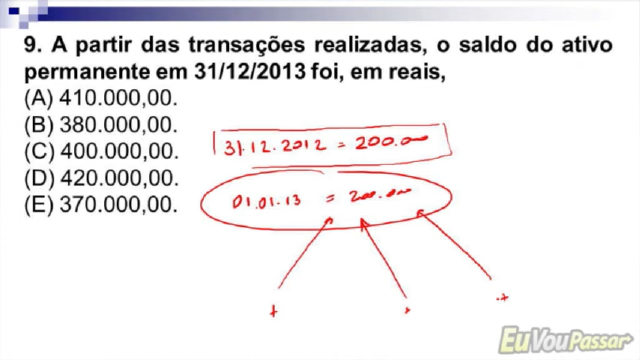 9. A partir das transações realizadas, o saldo do ativo
permanente em 31/12/2013 foi, em reais,
(A) 410.000,00.
(B) 380.000,00.
(C) 400.000,00.
(D) 420.000,00.
(E) 370.000,00.
31.12.2012 = 200.000
01.01.13 = 200.000
+ + +
EuVouPassar